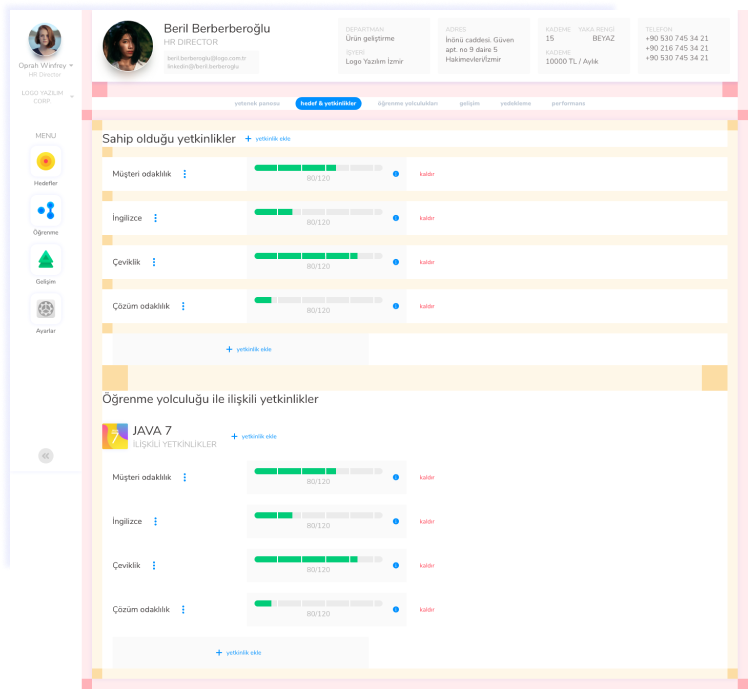 Oprah Winfrey
HR Director
LOGO YAZILIM
CORP.
MENU
Hedefler
Öğrenme
Gelişim
Ayarlar
Beril Berberberoğlu
HR DIRECTOR
beril.berberoglu@logo.com.tr
linkedin@/beril.berberoglu
DEPARTMAN
Ürün geliştirme
İŞYERİ
Logo Yazılım İzmir
ADRES
İnönü caddesi. Güven
apt. no 9 daire 5
Hakimevleri/İzmir
KADEME YAKA RENGİ
15 BEYAZ
KADEME
10000 TL / Aylık
TELEFON
+90 530 745 34 21
+90 216 745 34 21
+90 530 745 34 21
yetenek panosu hedef & yetkinlikler öğrenme yolculukları gelişim yedekleme performans
Sahip olduğu yetkinlikler + yetkinlik ekle
Müşteri odaklılık 80/120 kaldır
İngilizce 80/120 kaldır
Çeviklik 80/120 kaldır
Çözüm odaklılık 80/120 kaldır
+ yetkinlik ekle
Öğrenme yolculuğu ile ilişkili yetkinlikler
7 JAVA 7
İLİŞKİLİ YETKİNLİKLER + yetkinlik ekle
Müşteri odaklılık 80/120 kaldır
İngilizce 80/120 kaldır
Çeviklik 80/120 kaldır
Çözüm odaklılık 80/120 kaldır
+ yetkinlik ekle